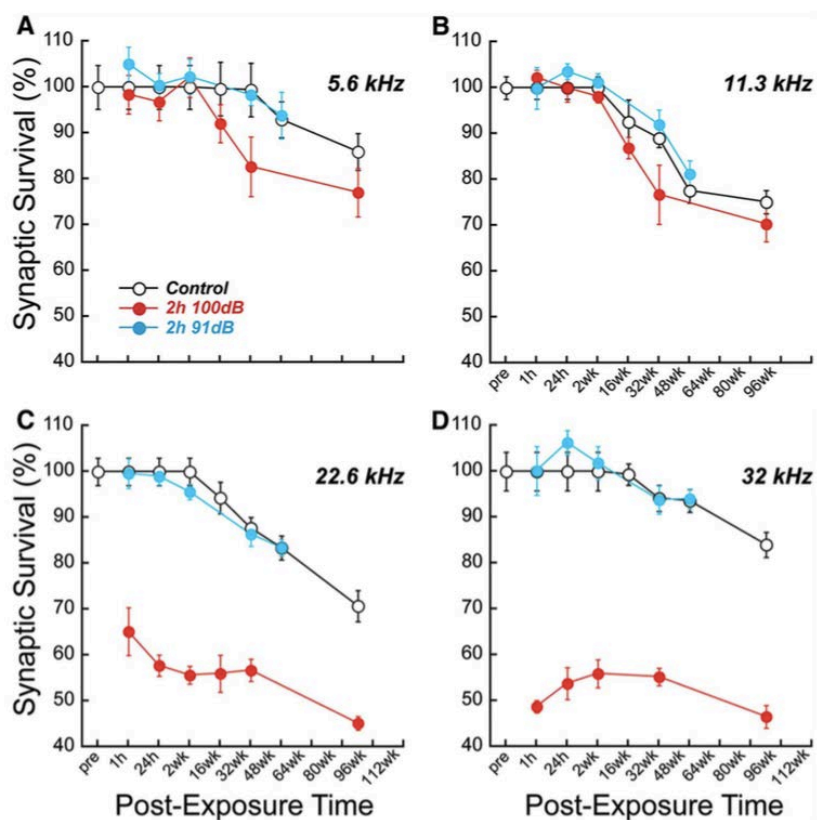 A
B
110
100
90
80
70
60
50
40
Synaptic Survival (%)
5.6 kHz
Control
2h 100dB
2h 91dB
110
100
90
80
70
60
50
40
11.3 kHz
pre 1h 24h 2wk 16wk 32wk 48wk 64wk 80wk 96wk
C
D
110
100
90
80
70
60
50
40
Synaptic Survival (%)
22.6 kHz
pre 1h 24h 2wk 16wk 32wk 48wk 64wk 80wk 96wk 112wk
Post-Exposure Time
110
100
90
80
70
60
50
40
32 kHz
pre 1h 24h 2wk 16wk 32wk 48wk 64wk 80wk 96wk 112wk
Post-Exposure Time